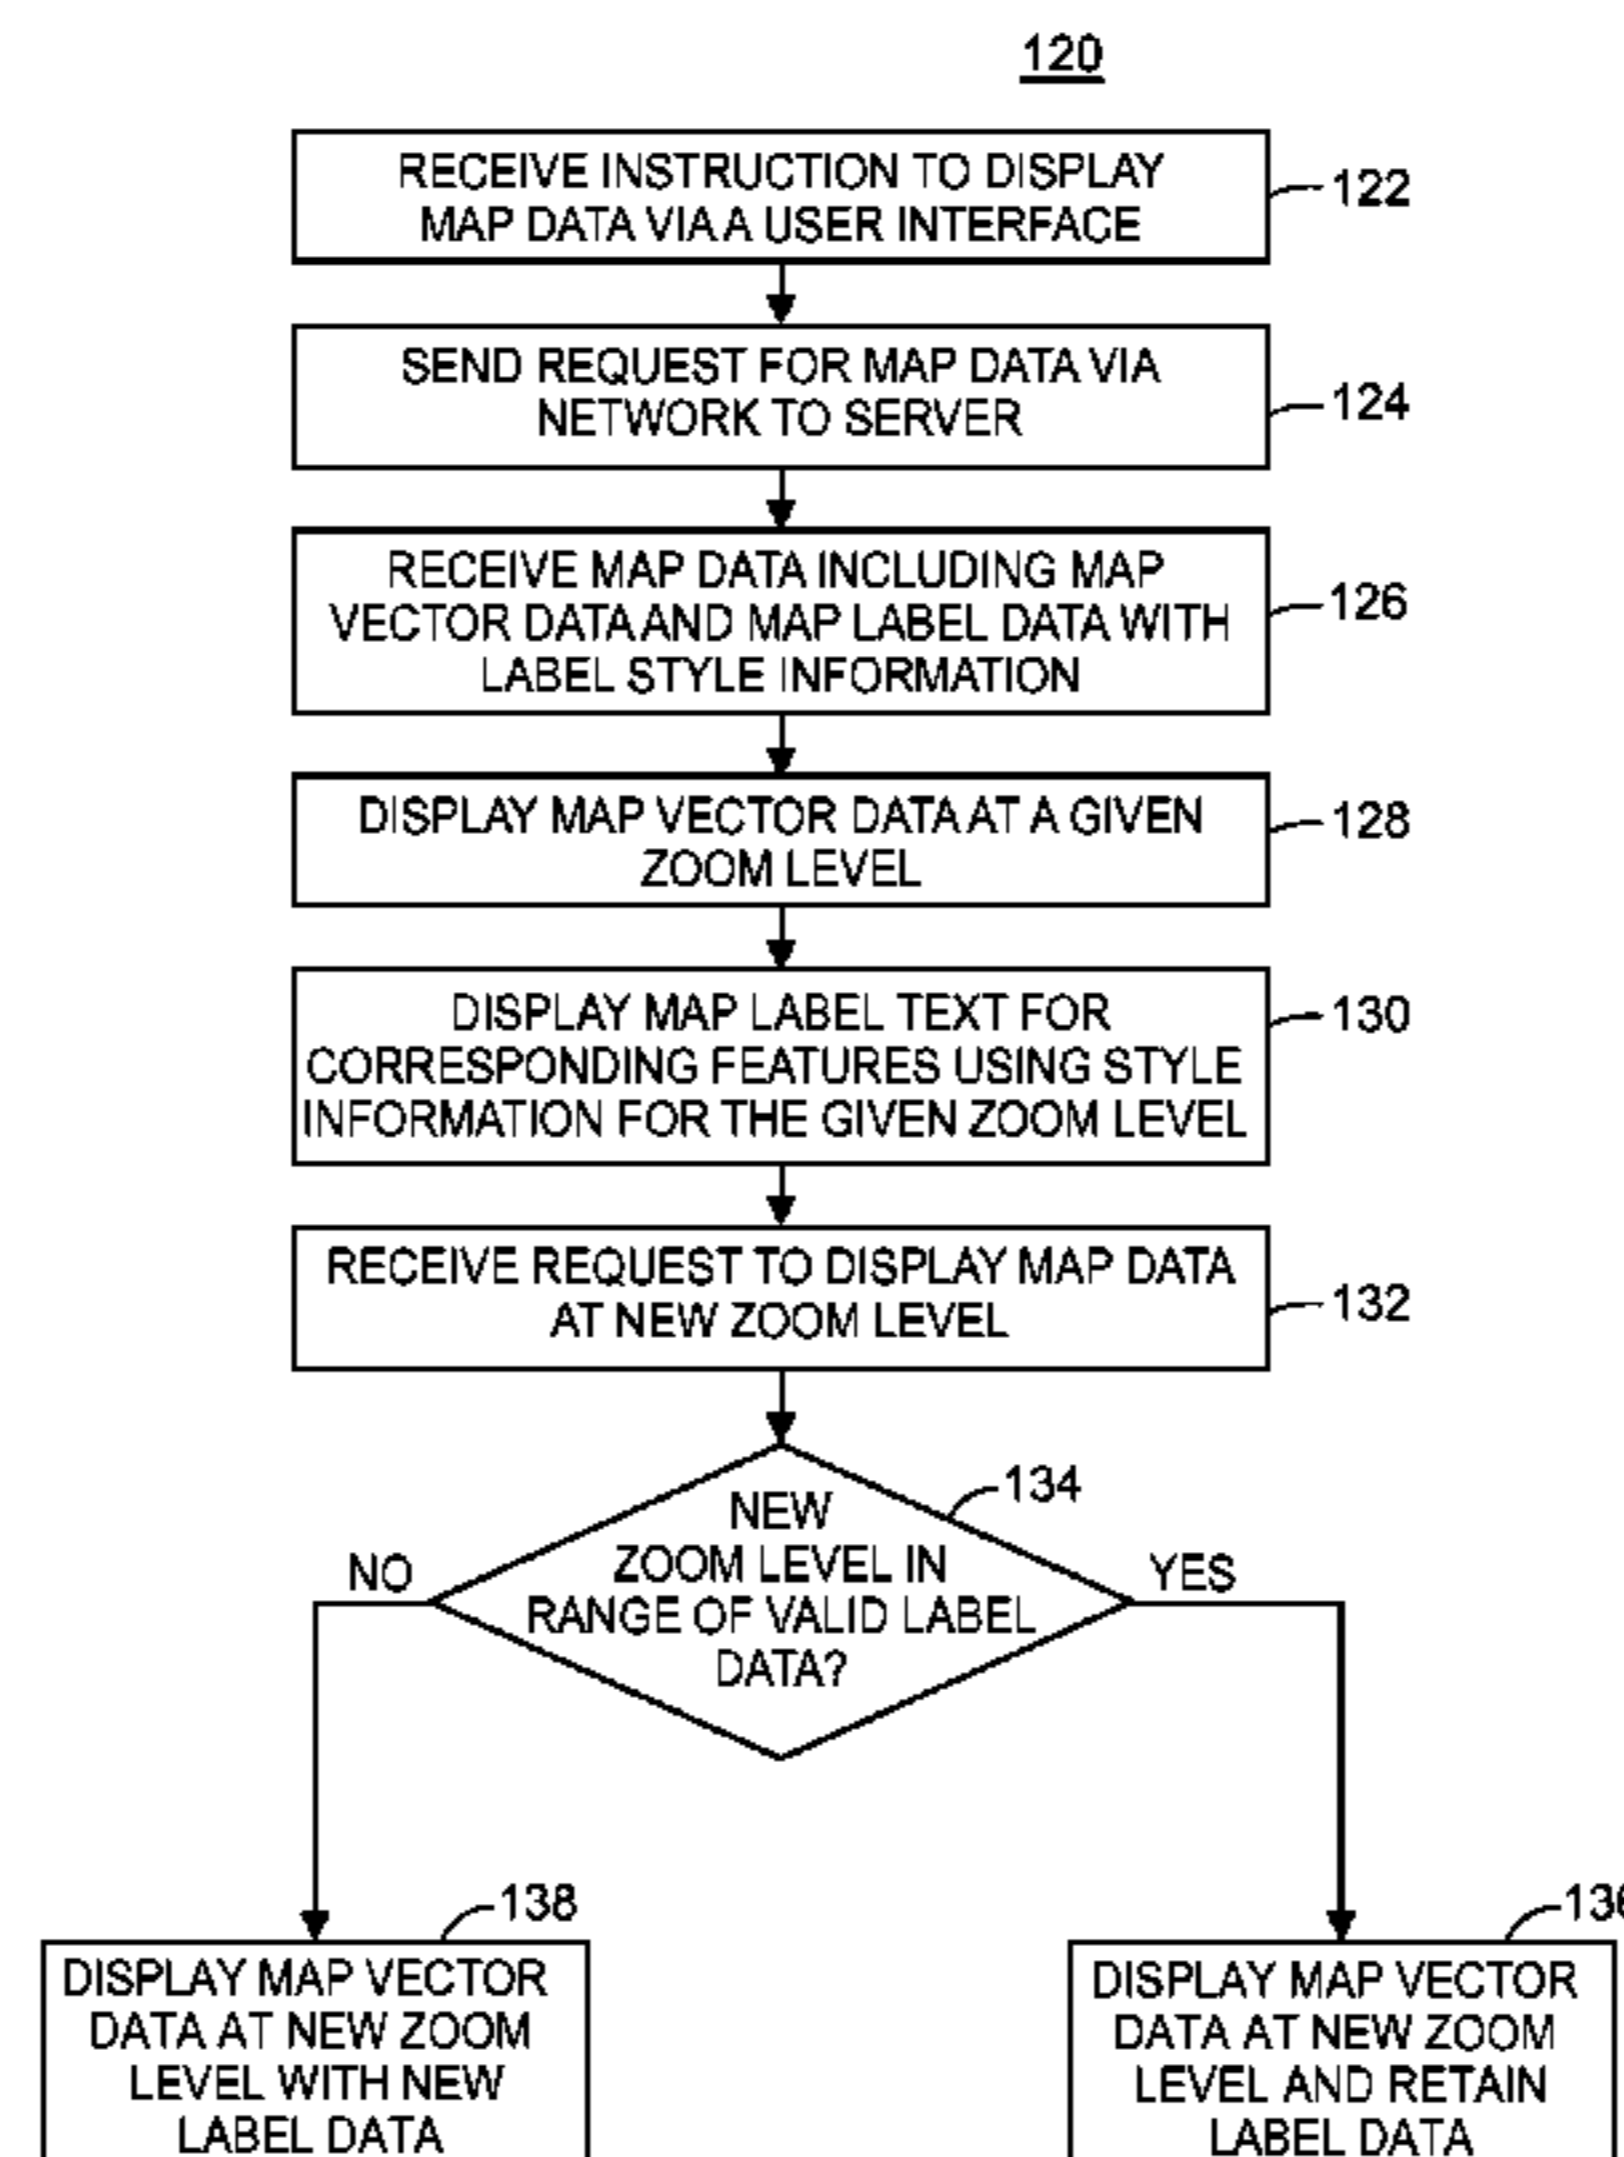 120
RECEIVE INSTRUCTION TO DISPLAY
MAP DATA VIA A USER INTERFACE
122
SEND REQUEST FOR MAP DATA VIA
NETWORK TO SERVER
124
RECEIVE MAP DATA INCLUDING MAP
VECTOR DATA AND MAP LABEL DATA WITH
LABEL STYLE INFORMATION
126
DISPLAY MAP VECTOR DATA AT A GIVEN
ZOOM LEVEL
128
DISPLAY MAP LABEL TEXT FOR
CORRESPONDING FEATURES USING STYLE
INFORMATION FOR THE GIVEN ZOOM LEVEL
130
RECEIVE REQUEST TO DISPLAY MAP DATA
AT NEW ZOOM LEVEL
132
134
NEW
ZOOM LEVEL IN
RANGE OF VALID LABEL
DATA?
NO
YES
138
DISPLAY MAP VECTOR
DATA AT NEW ZOOM
LEVEL WITH NEW
LABEL DATA
136
DISPLAY MAP VECTOR
DATA AT NEW ZOOM
LEVEL AND RETAIN
LABEL DATA